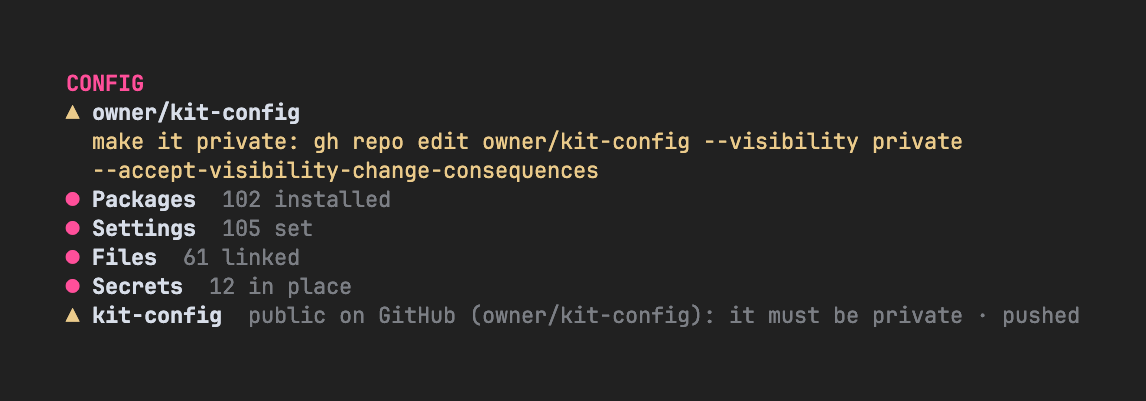 CONFIG
▲ owner/kit-config
make it private: gh repo edit owner/kit-config --visibility private
--accept-visibility-change-consequences
● Packages  102 installed
● Settings  105 set
● Files  61 linked
● Secrets  12 in place
▲ kit-config  public on GitHub (owner/kit-config): it must be private · pushed